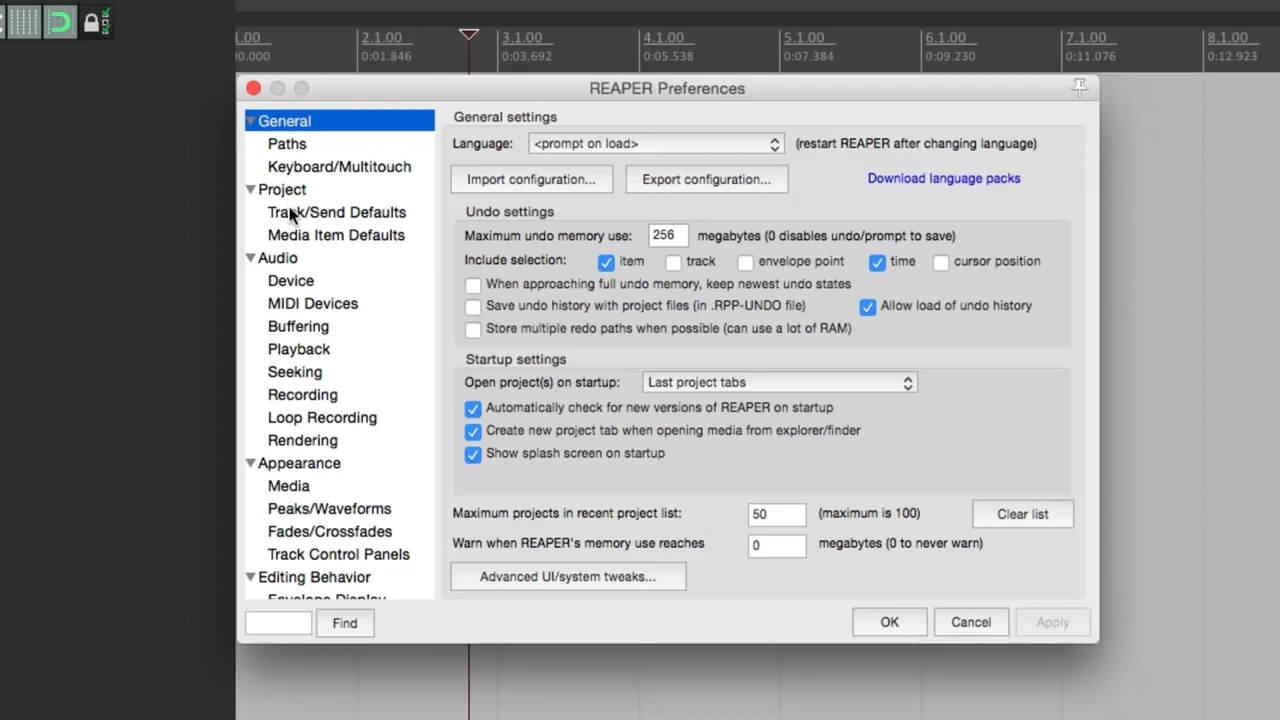 1.00 2.1.00 3.1.00 4.1.00 5.1.00 6.1.00 7.1.00 8.1.00
00.000 0:01.846 0:03.692 0:05.538 0:07.384 0:09.230 0:11.076 0:12.923
REAPER Preferences
General
Paths
Keyboard/Multitouch
Project
Track/Send Defaults
Media Item Defaults
Audio
Device
MIDI Devices
Buffering
Playback
Seeking
Recording
Loop Recording
Rendering
Appearance
Media
Peaks/Waveforms
Fades/Crossfades
Track Control Panels
Editing Behavior
Envelope Display
Find
General settings
Language: <prompt on load> (restart REAPER after changing language)
Import configuration... Export configuration... Download language packs
Undo settings
Maximum undo memory use: 256 megabytes (0 disables undo/prompt to save)
Include selection: item track envelope point time cursor position
When approaching full undo memory, keep newest undo states
Save undo history with project files (in .RPP-UNDO file) Allow load of undo history
Store multiple redo paths when possible (can use a lot of RAM)
Startup settings
Open project(s) on startup: Last project tabs
Automatically check for new versions of REAPER on startup
Create new project tab when opening media from explorer/finder
Show splash screen on startup
Maximum projects in recent project list: 50 (maximum is 100) Clear list
Warn when REAPER's memory use reaches 0 megabytes (0 to never warn)
Advanced UI/system tweaks...
OK Cancel Apply